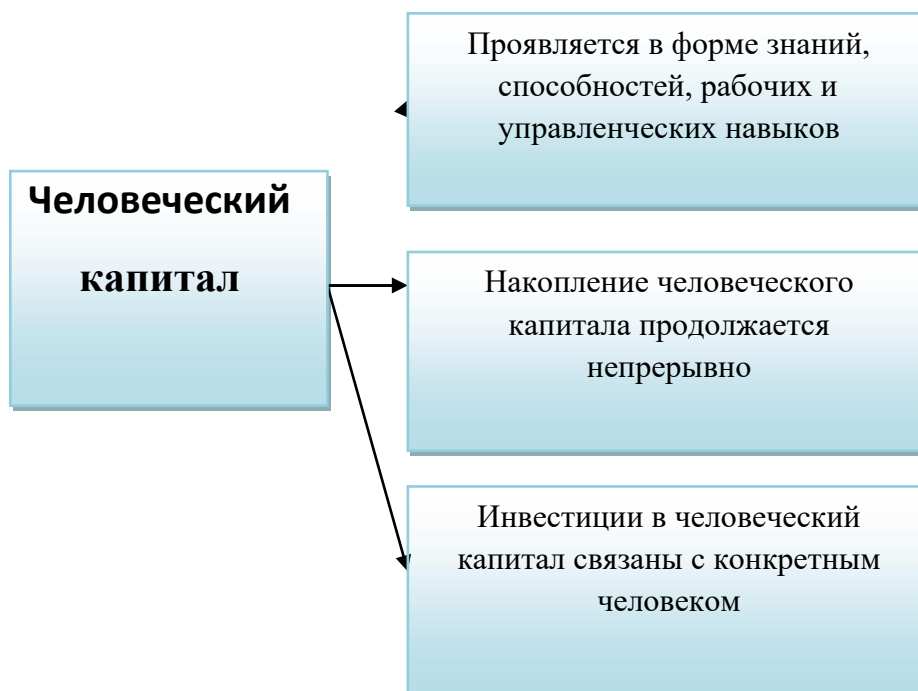 Человеческий
капитал
Проявляется в форме знаний,
способностей, рабочих и
управленческих навыков
Накопление человеческого
капитала продолжается
непрерывно
Инвестиции в человеческий
капитал связаны с конкретным
человеком